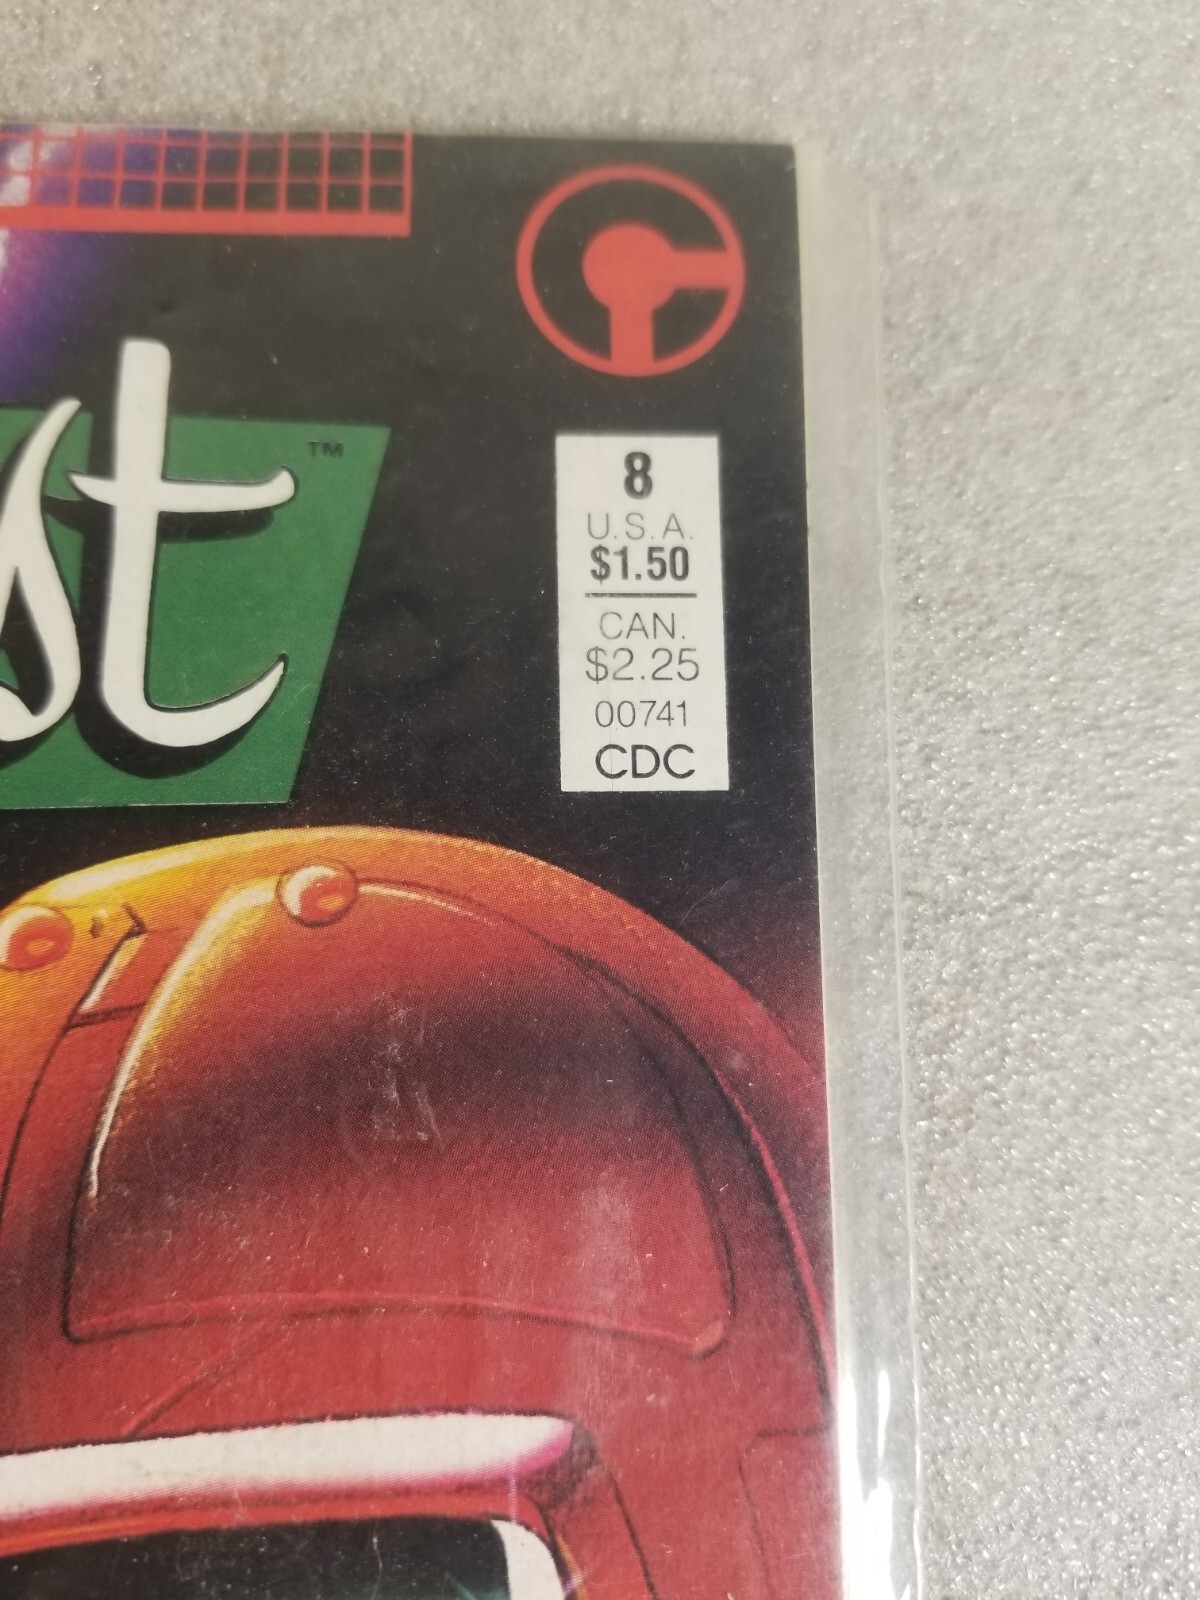 st
TM
8
U.S.A.
$1.50
CAN.
$2.25
00741
CDC